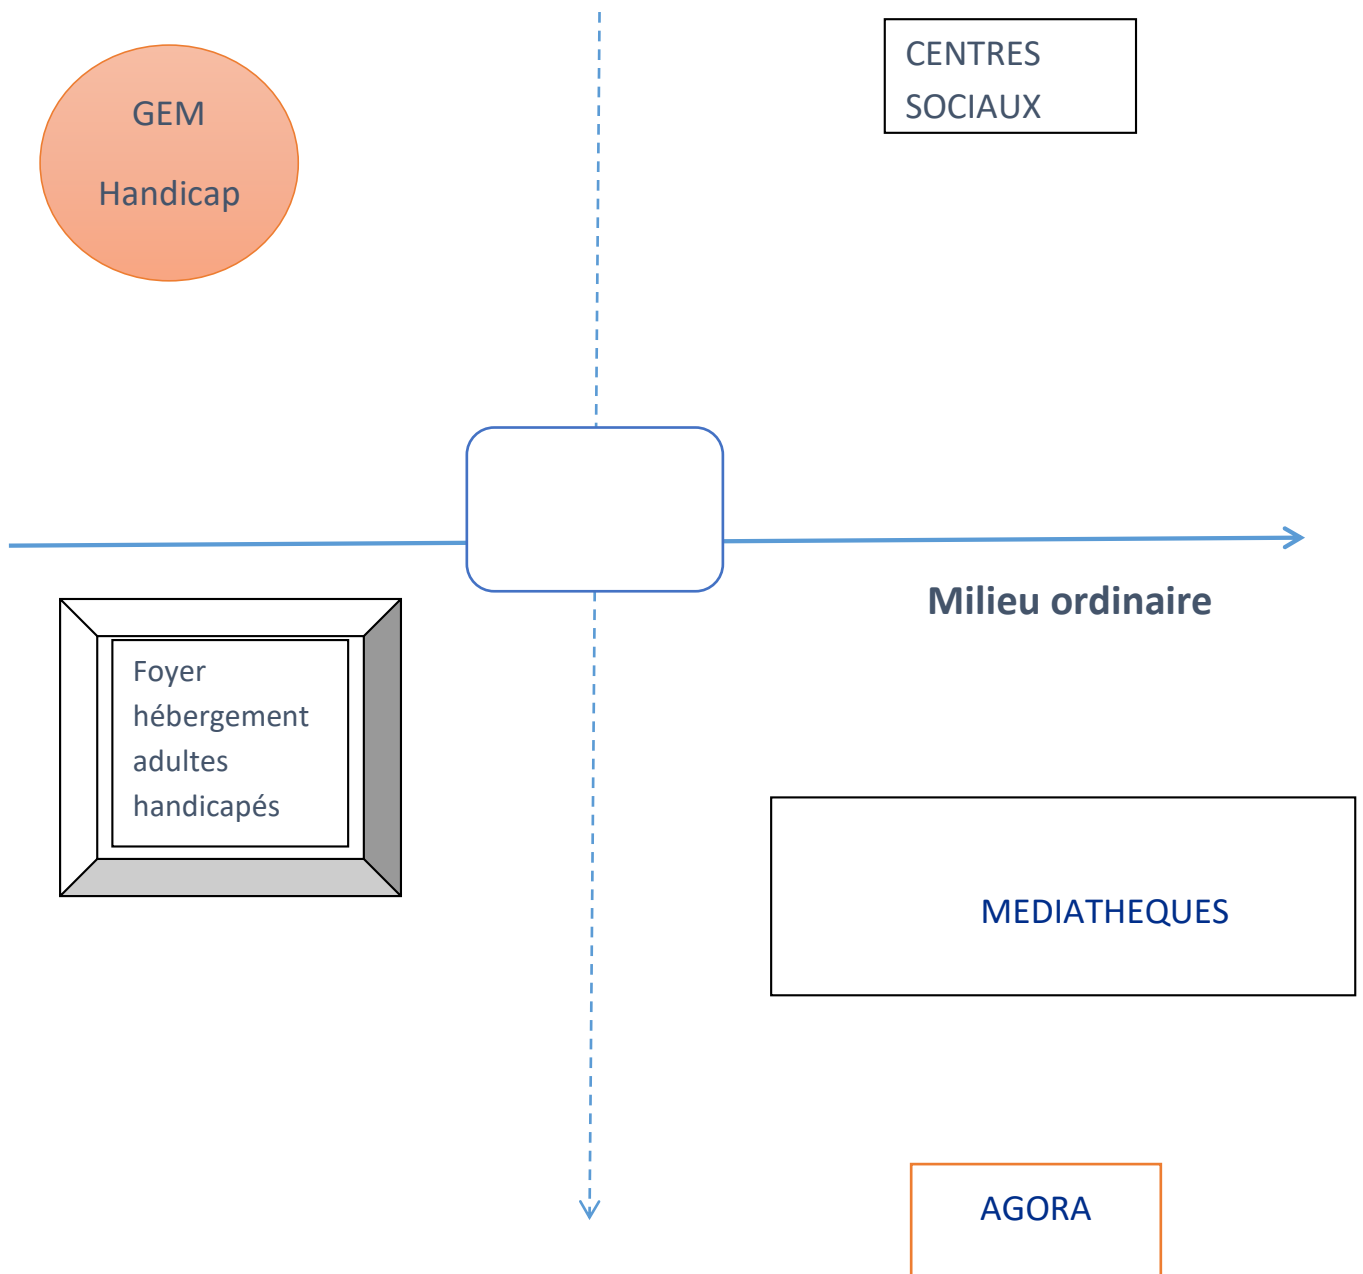 GEM
Handicap
CENTRES
SOCIAUX
Milieu ordinaire
Foyer
hébergement
adultes
handicapés
MEDIATHEQUES
AGORA